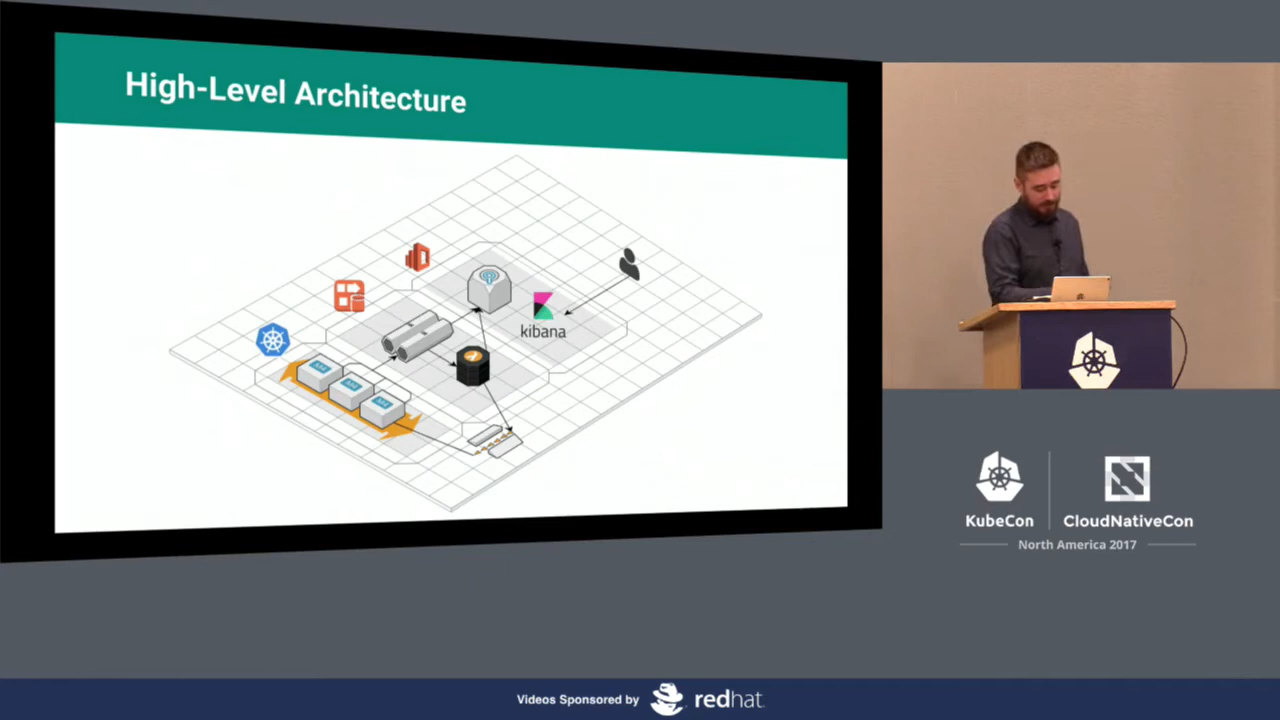 High-Level Architecture
kibana
KubeCon
CloudNativeCon
North America 2017
Videos Sponsored by
redhat